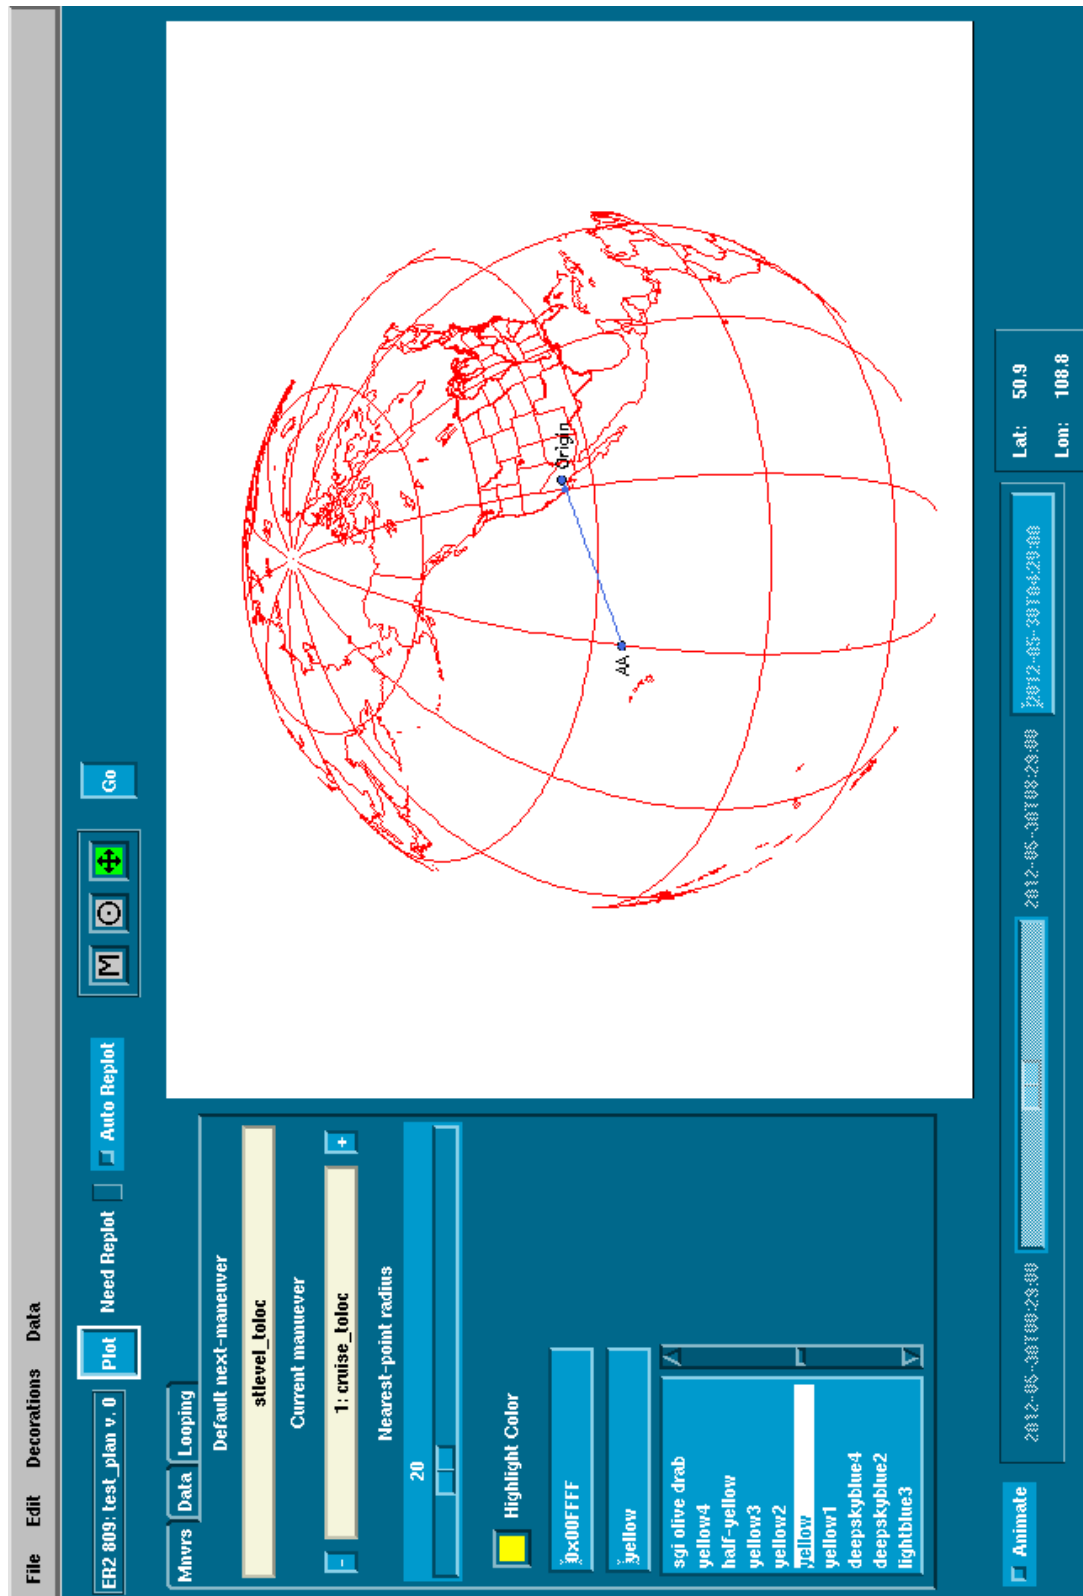 File Edit Decorations Data
ER2 809: test_plan v. 0 Plot Need Replot Auto Replot M Go
Mnvrs Data Looping
Default next-maneuver
stlevel_toloc
Current manuever
- 1: cruise_toloc +
Nearest-point radius
20
Highlight Color
0x00FFFF
yellow
sgi olive drab
yellow4
half-yellow
yellow3
yellow2
yellow
yellow1
deepskyblue4
deepskyblue2
lightblue3
AA
Origin
Animate
2012-06-30T00:29:00
2012-06-30T08:29:00
2012-05-30T04:29:00
Lat: 50.9
Lon: 108.8